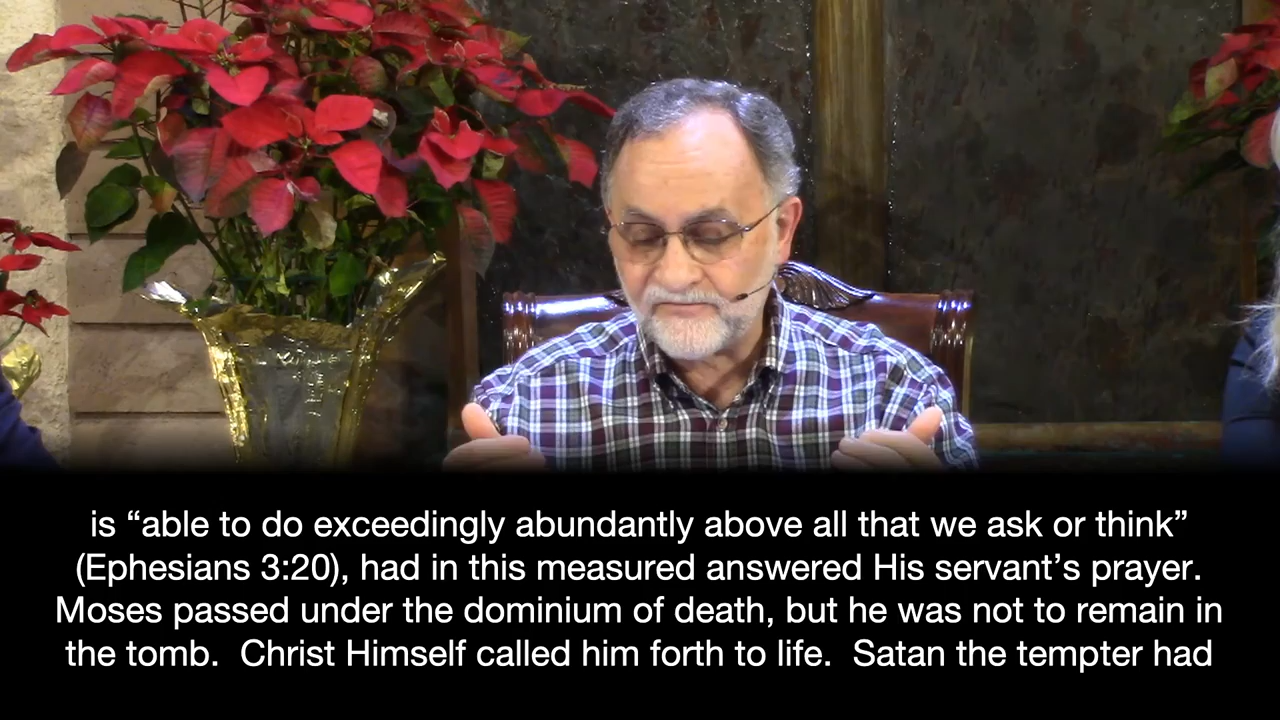 is “able to do exceedingly abundantly above all that we ask or think”
(Ephesians 3:20), had in this measured answered His servant’s prayer.
Moses passed under the dominium of death, but he was not to remain in
the tomb.  Christ Himself called him forth to life.  Satan the tempter had